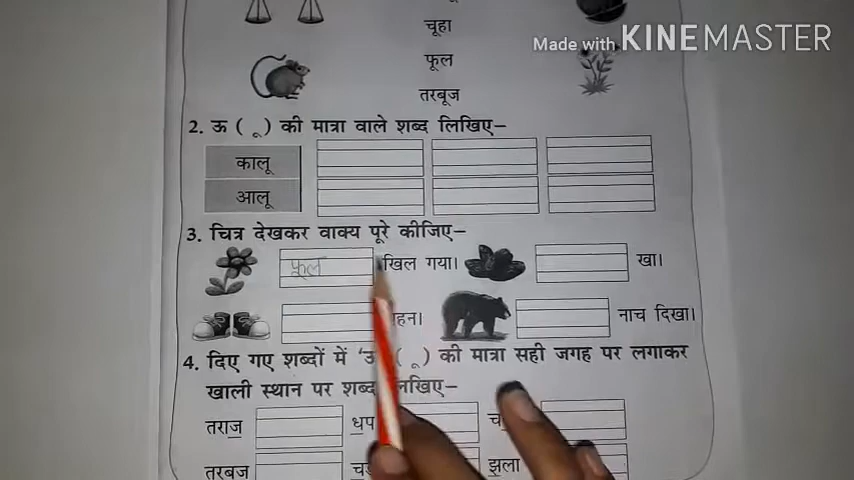 Made with KINEMASTER
चूहा
फूल
तरबूज
2. ऊ ( ू ) की मात्रा वाले शब्द लिखिए–
कालू
आलू
3. चित्र देखकर वाक्य पूरे कीजिए–
फूल खिल गया। खा।
हन। नाच दिखा।
4. दिए गए शब्दों में 'ऊ ( ू ) की मात्रा सही जगह पर लगाकर
खाली स्थान पर शब्द लिखिए–
तराज धप
तरबज झला